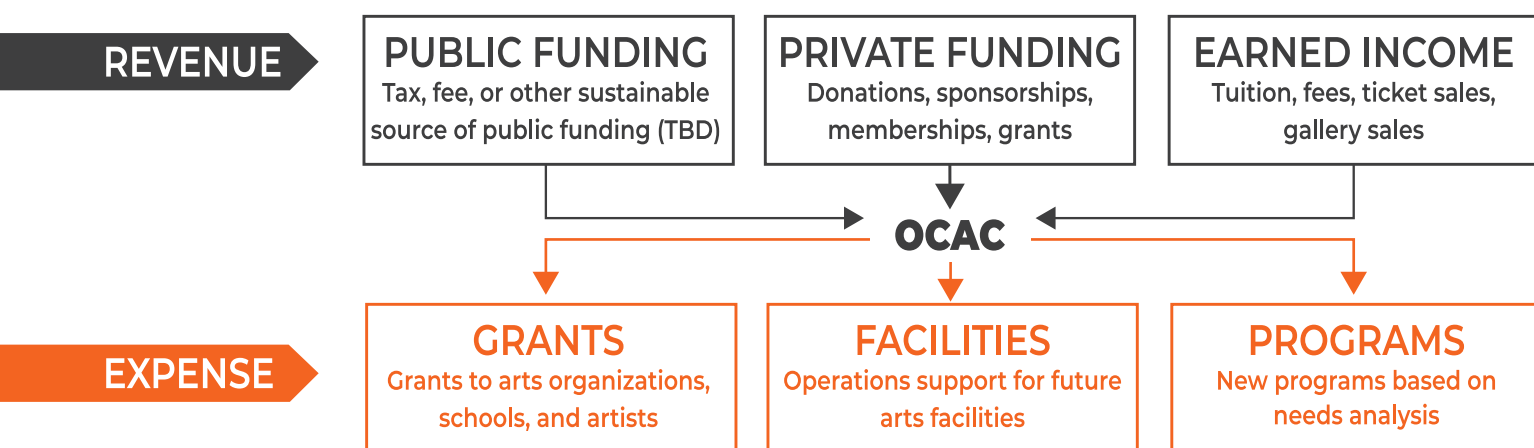 REVENUE
PUBLIC FUNDING
Tax, fee, or other sustainable
source of public funding (TBD)
PRIVATE FUNDING
Donations, sponsorships,
memberships, grants
EARNED INCOME
Tuition, fees, ticket sales,
gallery sales
OCAC
EXPENSE
GRANTS
Grants to arts organizations,
schools, and artists
FACILITIES
Operations support for future
arts facilities
PROGRAMS
New programs based on
needs analysis